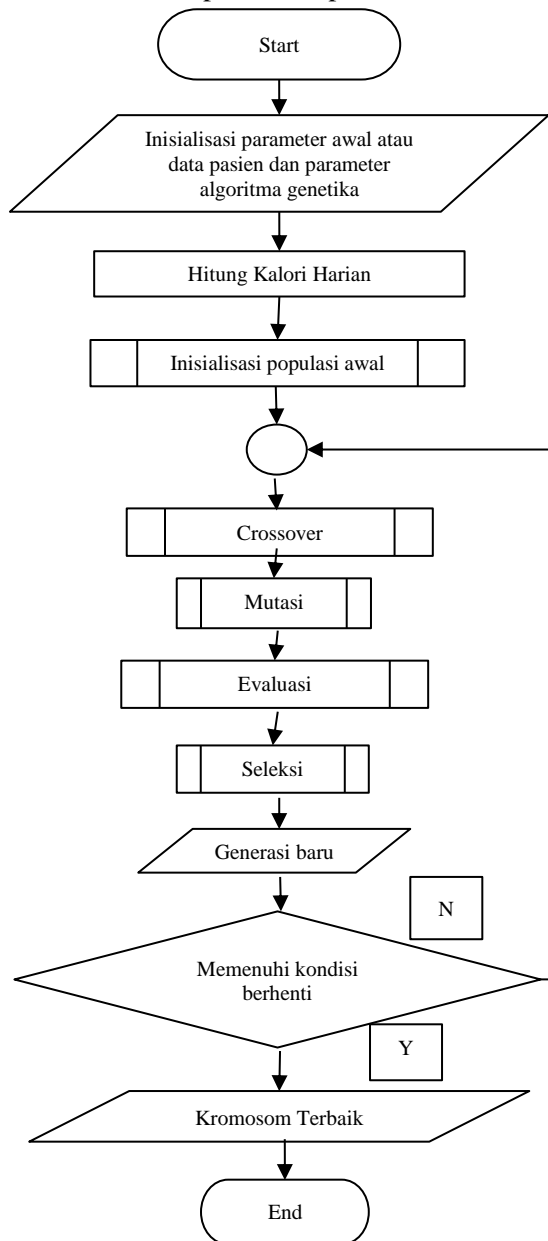 Start
Inisialisasi parameter awal atau
data pasien dan parameter
algoritma genetika
Hitung Kalori Harian
Inisialisasi populasi awal
Crossover
Mutasi
Evaluasi
Seleksi
Generasi baru
N
Memenuhi kondisi
berhenti
Y
Kromosom Terbaik
End